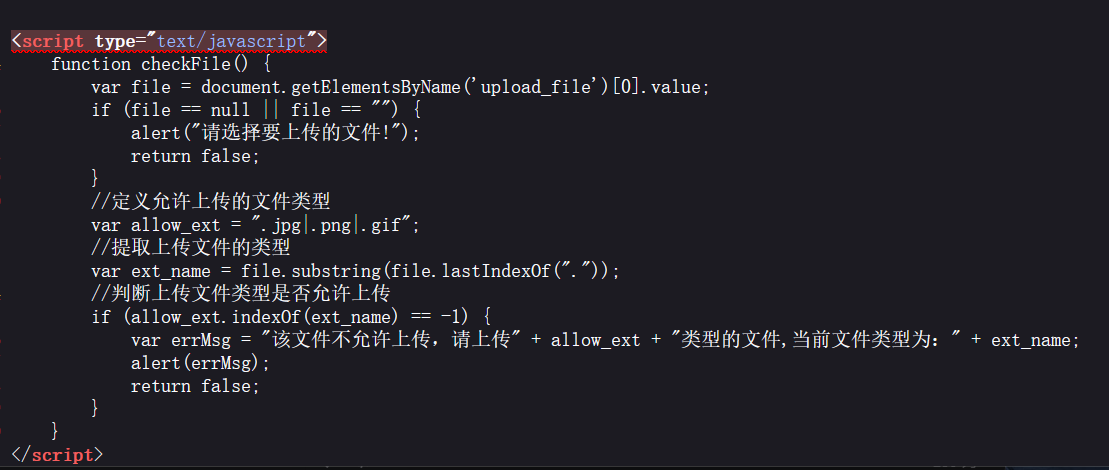 <script type="text/javascript">
    function checkFile() {
        var file = document.getElementsByName('upload_file')[0].value;
        if (file == null || file == "") {
            alert("请选择要上传的文件!");
            return false;
        }
        //定义允许上传的文件类型
        var allow_ext = ".jpg|.png|.gif";
        //提取上传文件的类型
        var ext_name = file.substring(file.lastIndexOf("."));
        //判断上传文件类型是否允许上传
        if (allow_ext.indexOf(ext_name) == -1) {
            var errMsg = "该文件不允许上传，请上传" + allow_ext + "类型的文件,当前文件类型为：" + ext_name;
            alert(errMsg);
            return false;
        }
    }
</script>